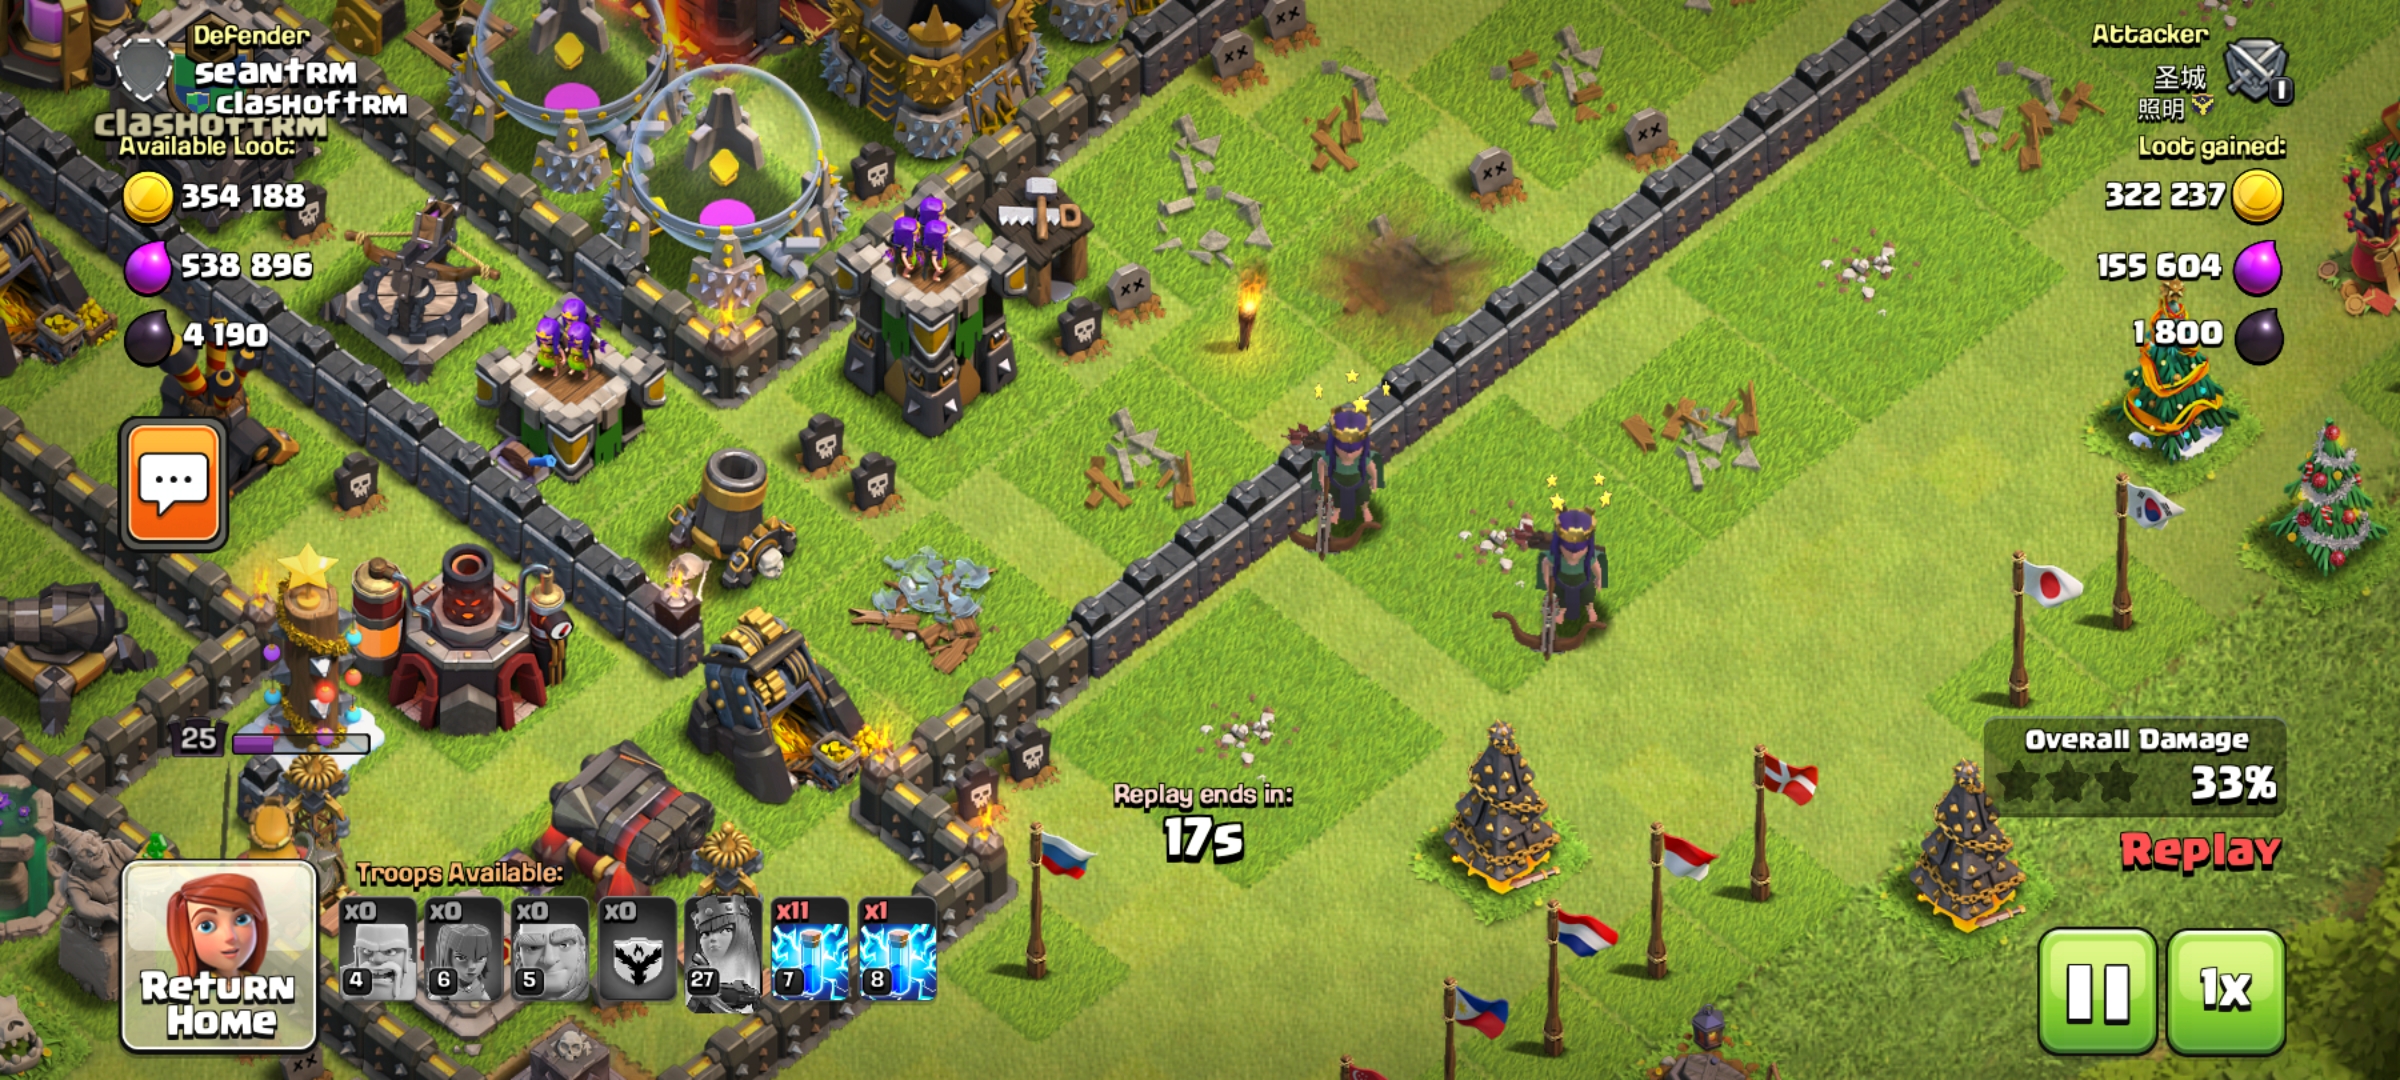 Defender
seantRM
clashoftRM
clashoftRM
Available Loot:
354 188
538 896
4 190
Attacker
圣城
照明
1
Loot gained:
322 237
155 604
1 800
25
Replay ends in:
17s
Overall Damage
33%
Replay
Troops Available:
x0
x0
x0
x0
x11
x1
4
6
5
27
7
8
Return
Home
1x